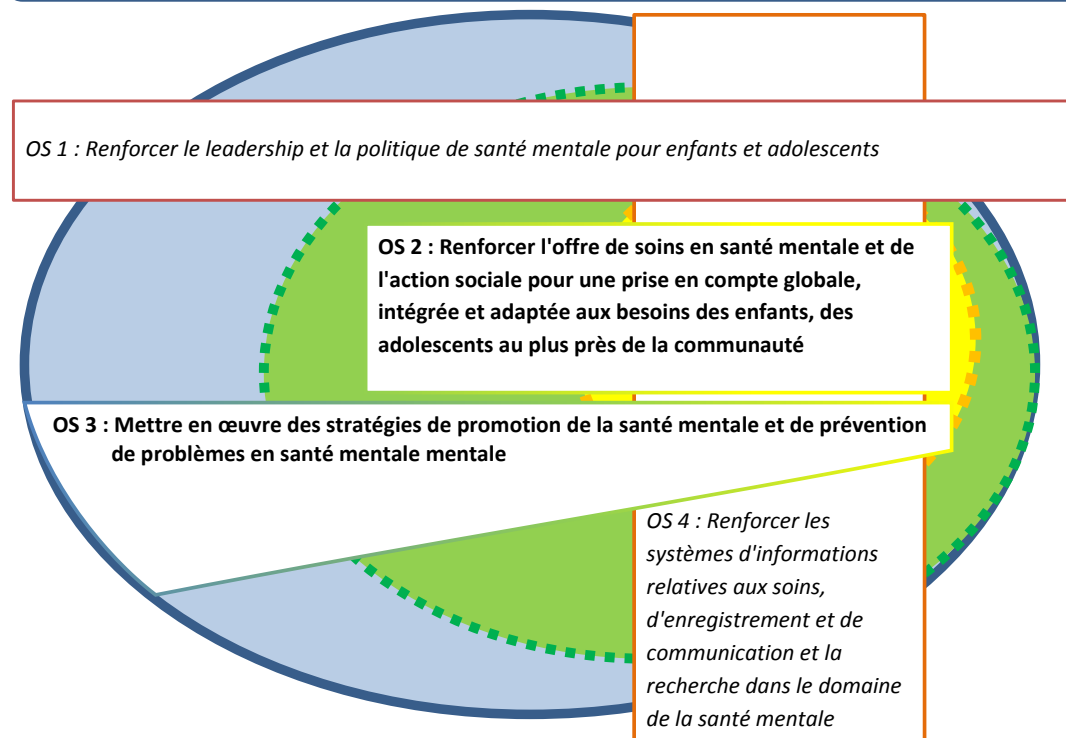 OS 1 : Renforcer le leadership et la politique de santé mentale pour enfants et adolescents
OS 2 : Renforcer l'offre de soins en santé mentale et de
l'action sociale pour une prise en compte globale,
intégrée et adaptée aux besoins des enfants, des
adolescents au plus près de la communauté
OS 3 : Mettre en œuvre des stratégies de promotion de la santé mentale et de prévention
de problèmes en santé mentale mentale
OS 4 : Renforcer les
systèmes d'informations
relatives aux soins,
d'enregistrement et de
communication et la
recherche dans le domaine
de la santé mentale